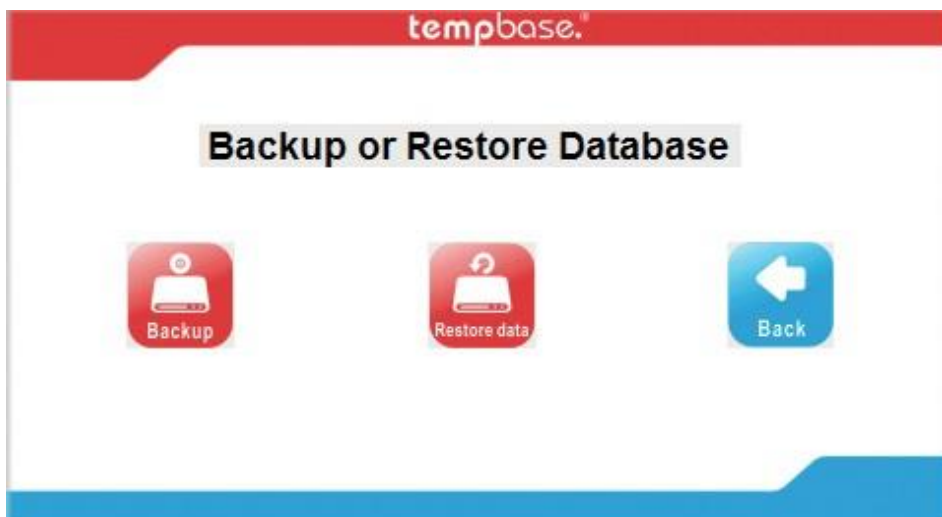 tempbase.®
Backup or Restore Database
Backup
Restore data
Back